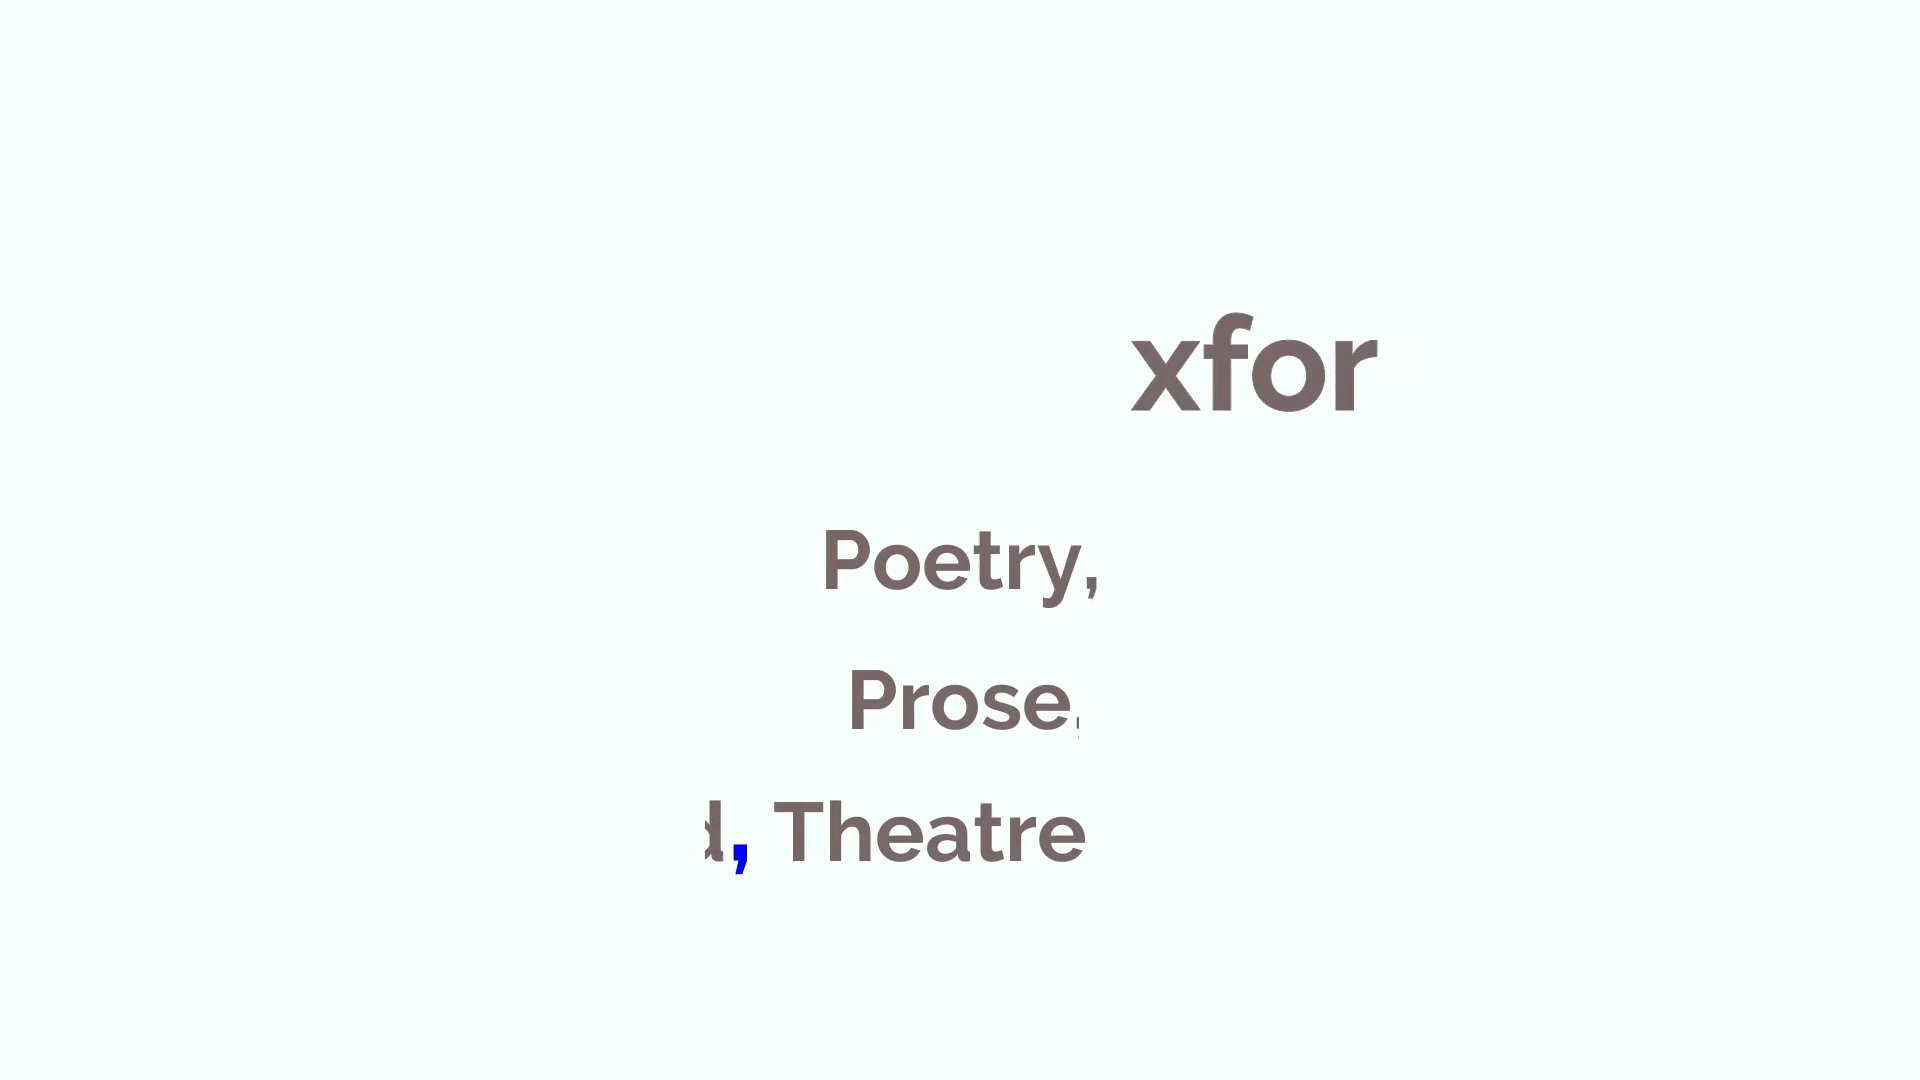 xfor
Poetry,
Prose,
, Theatre